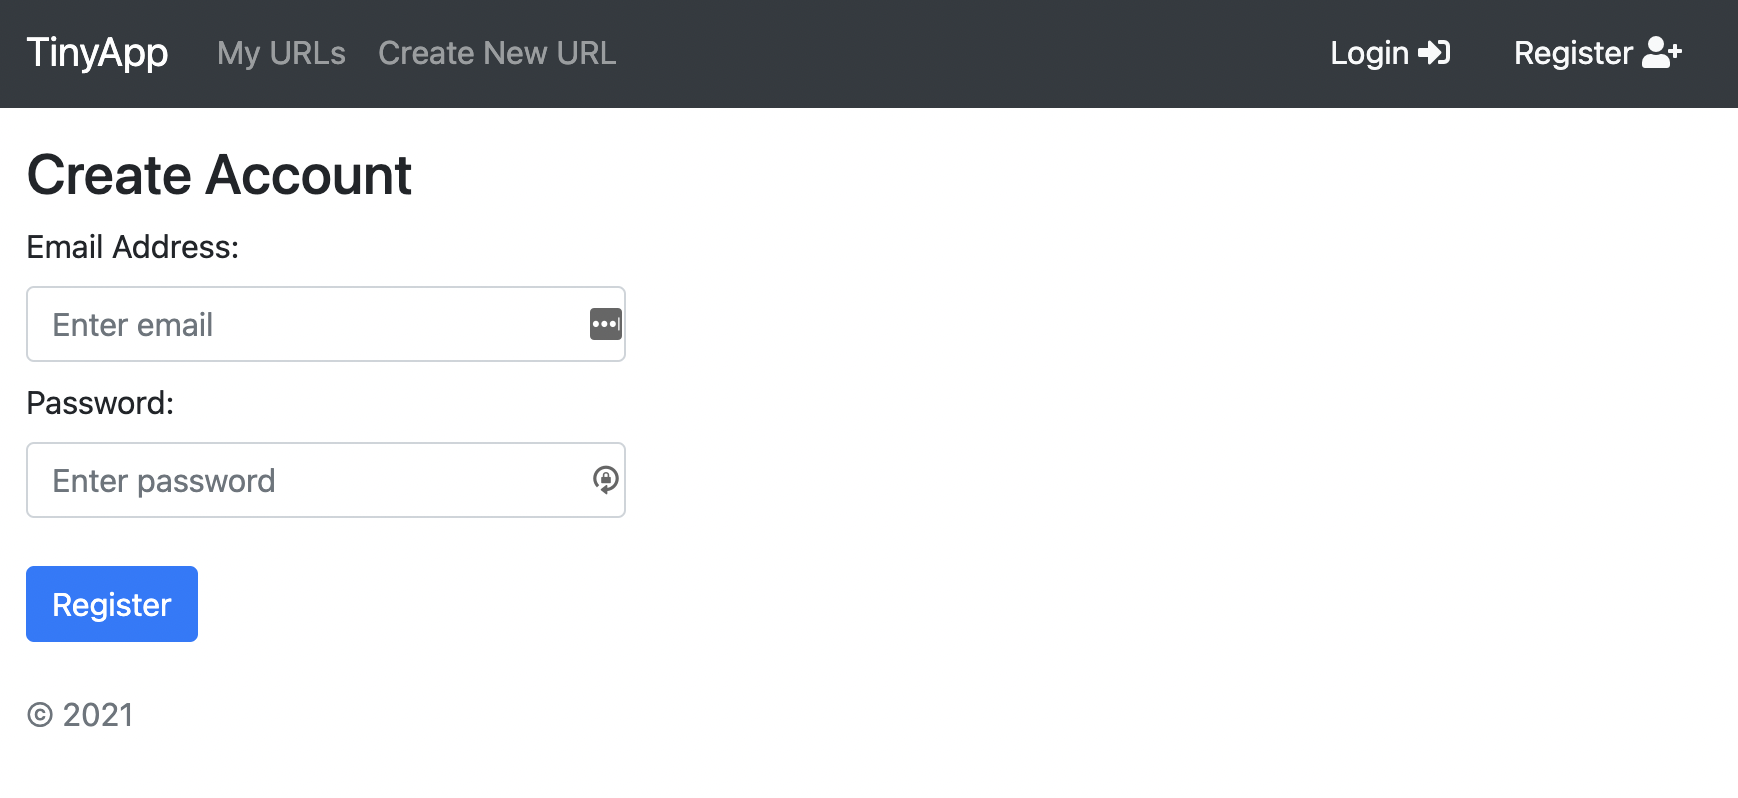 TinyApp My URLs Create New URL Login Register
Create Account
Email Address:
Enter email
Password:
Enter password
Register
© 2021